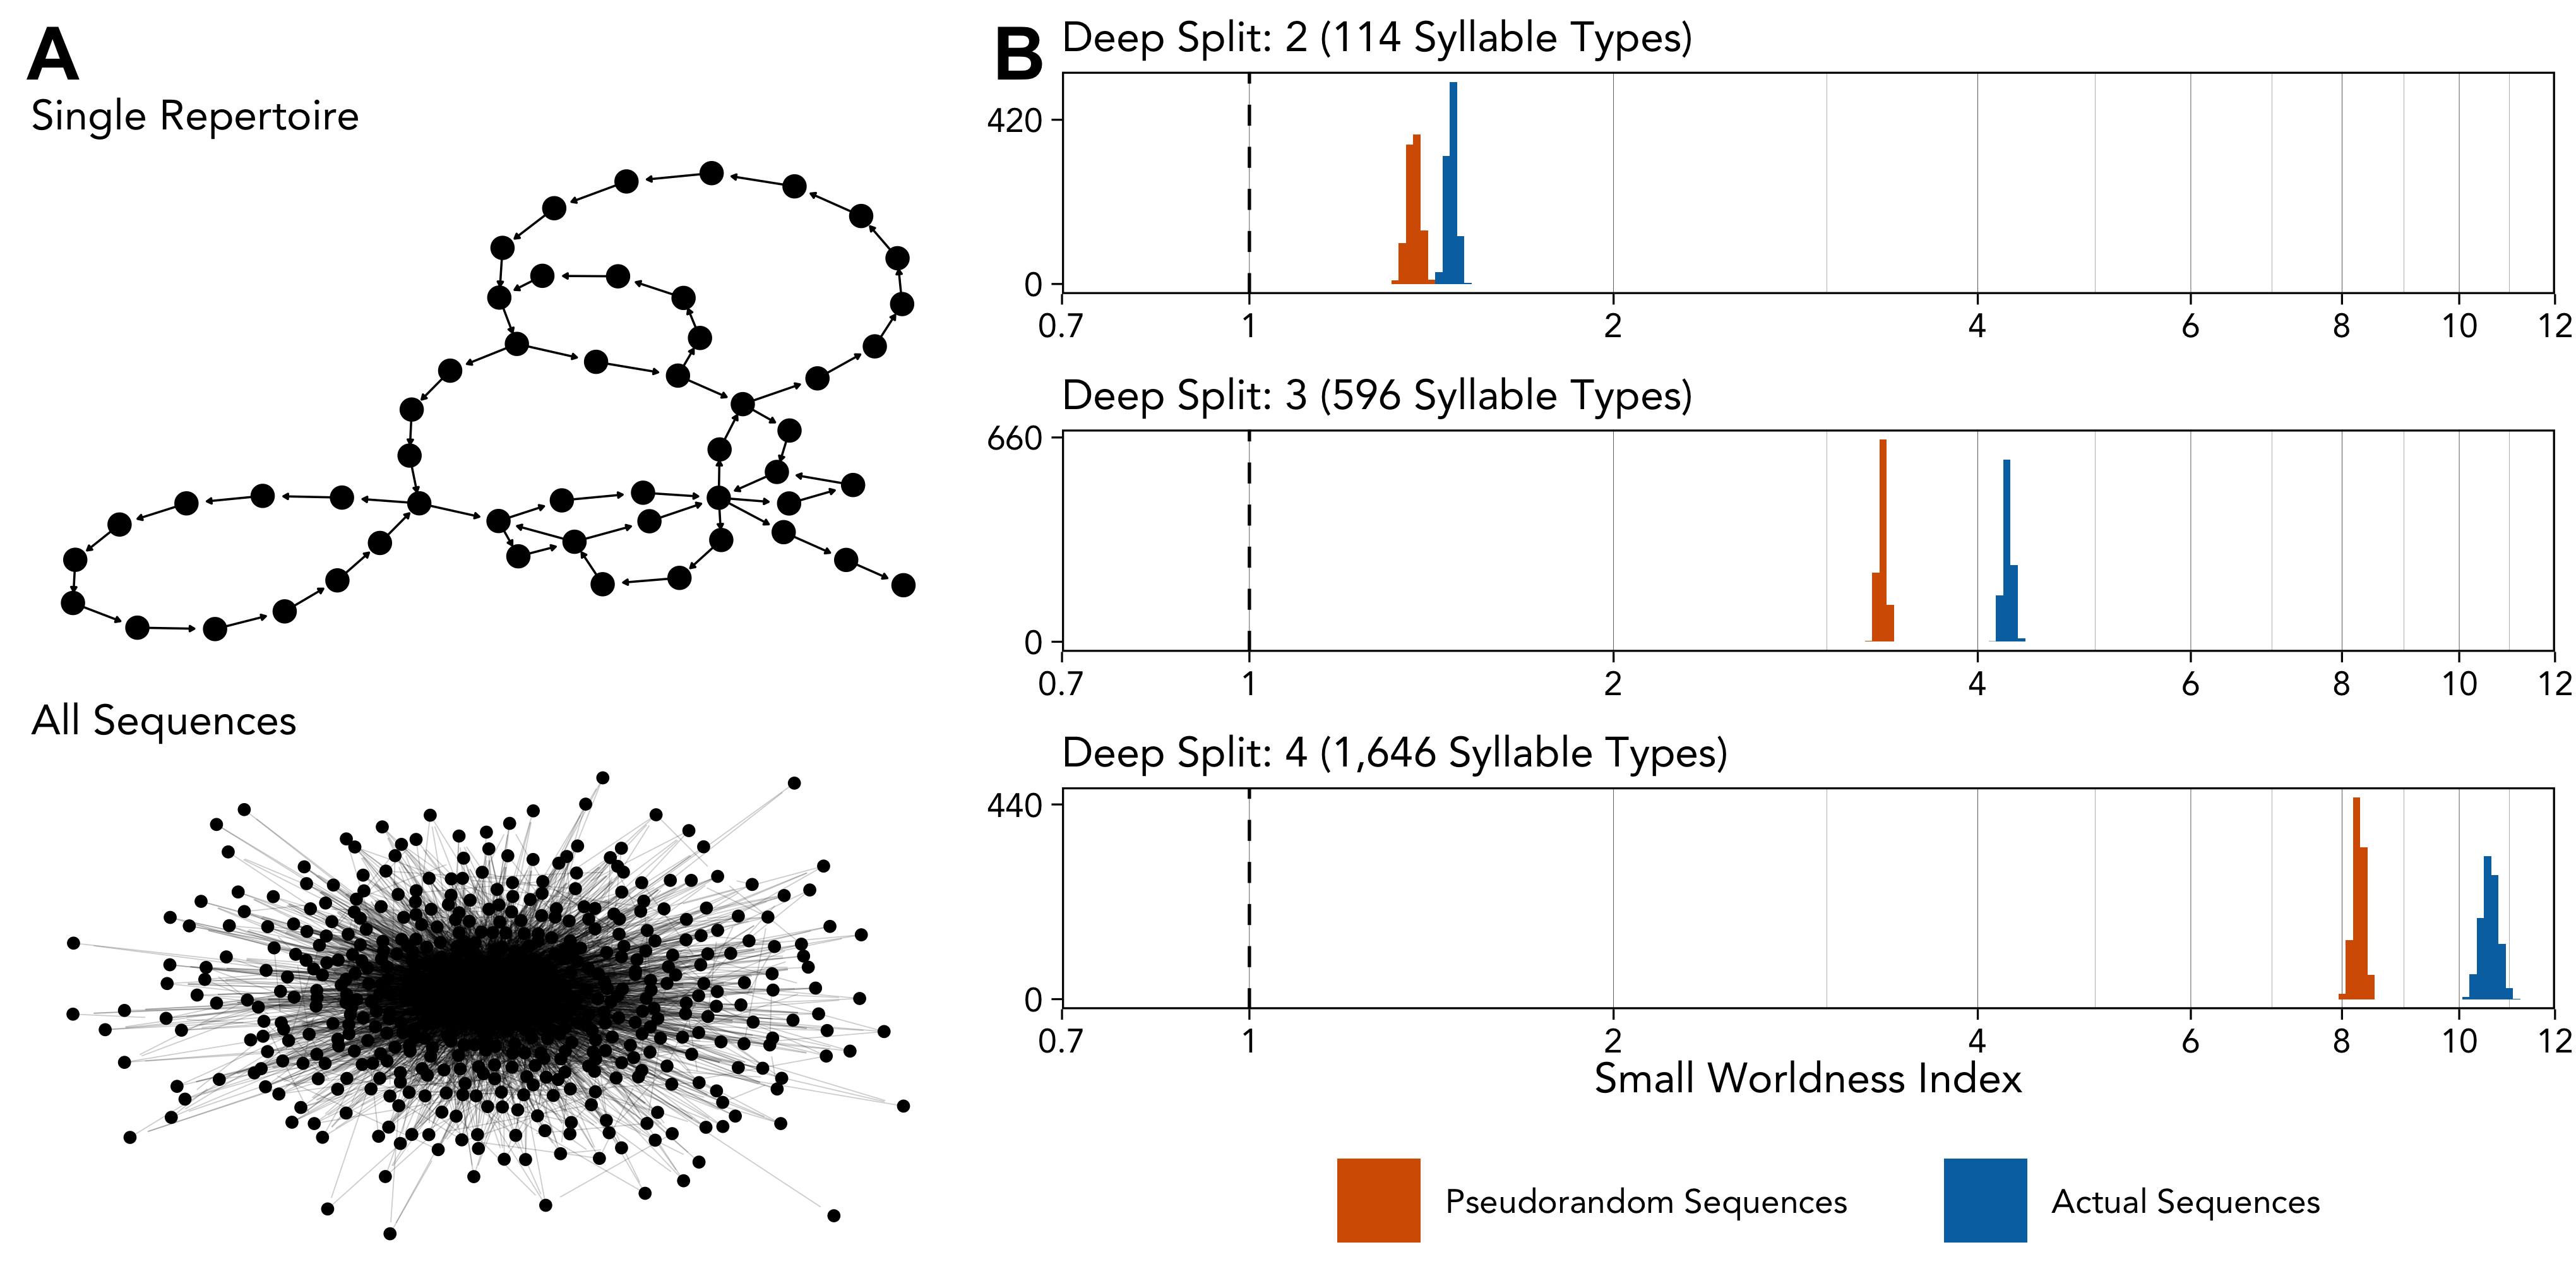 A
Single Repertoire
All Sequences
B
Deep Split: 2 (114 Syllable Types)
420
0
0.7 1 2 4 6 8 10 12
Deep Split: 3 (596 Syllable Types)
660
0
0.7 1 2 4 6 8 10 12
Deep Split: 4 (1,646 Syllable Types)
440
0
0.7 1 2 4 6 8 10 12
Small Worldness Index
Pseudorandom Sequences
Actual Sequences